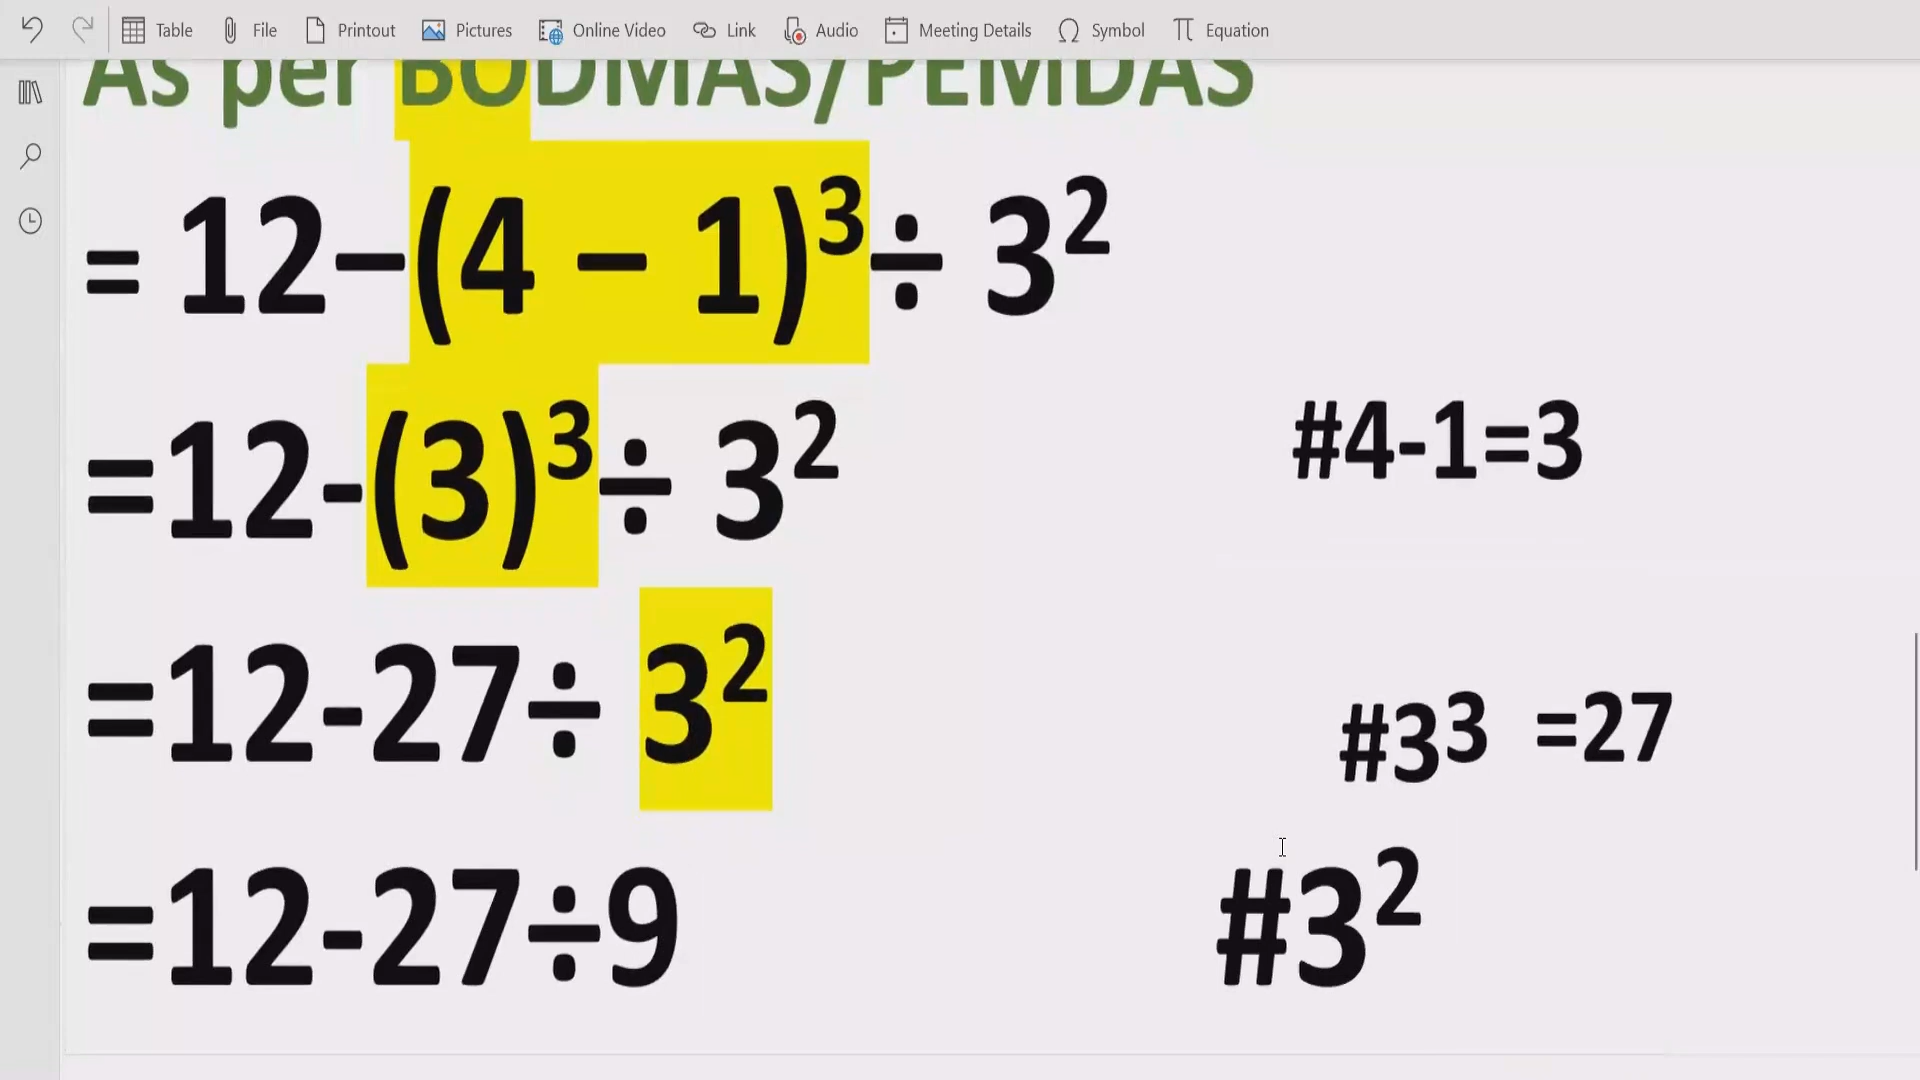 Table File Printout Pictures Online Video Link Audio Meeting Details Symbol Equation
As per BODMAS/PEMDAS
= 12–(4 – 1)³÷ 3²
=12-(3)³÷ 3²
#4-1=3
=12-27÷ 3²
#3³ =27
=12-27÷9
#3²